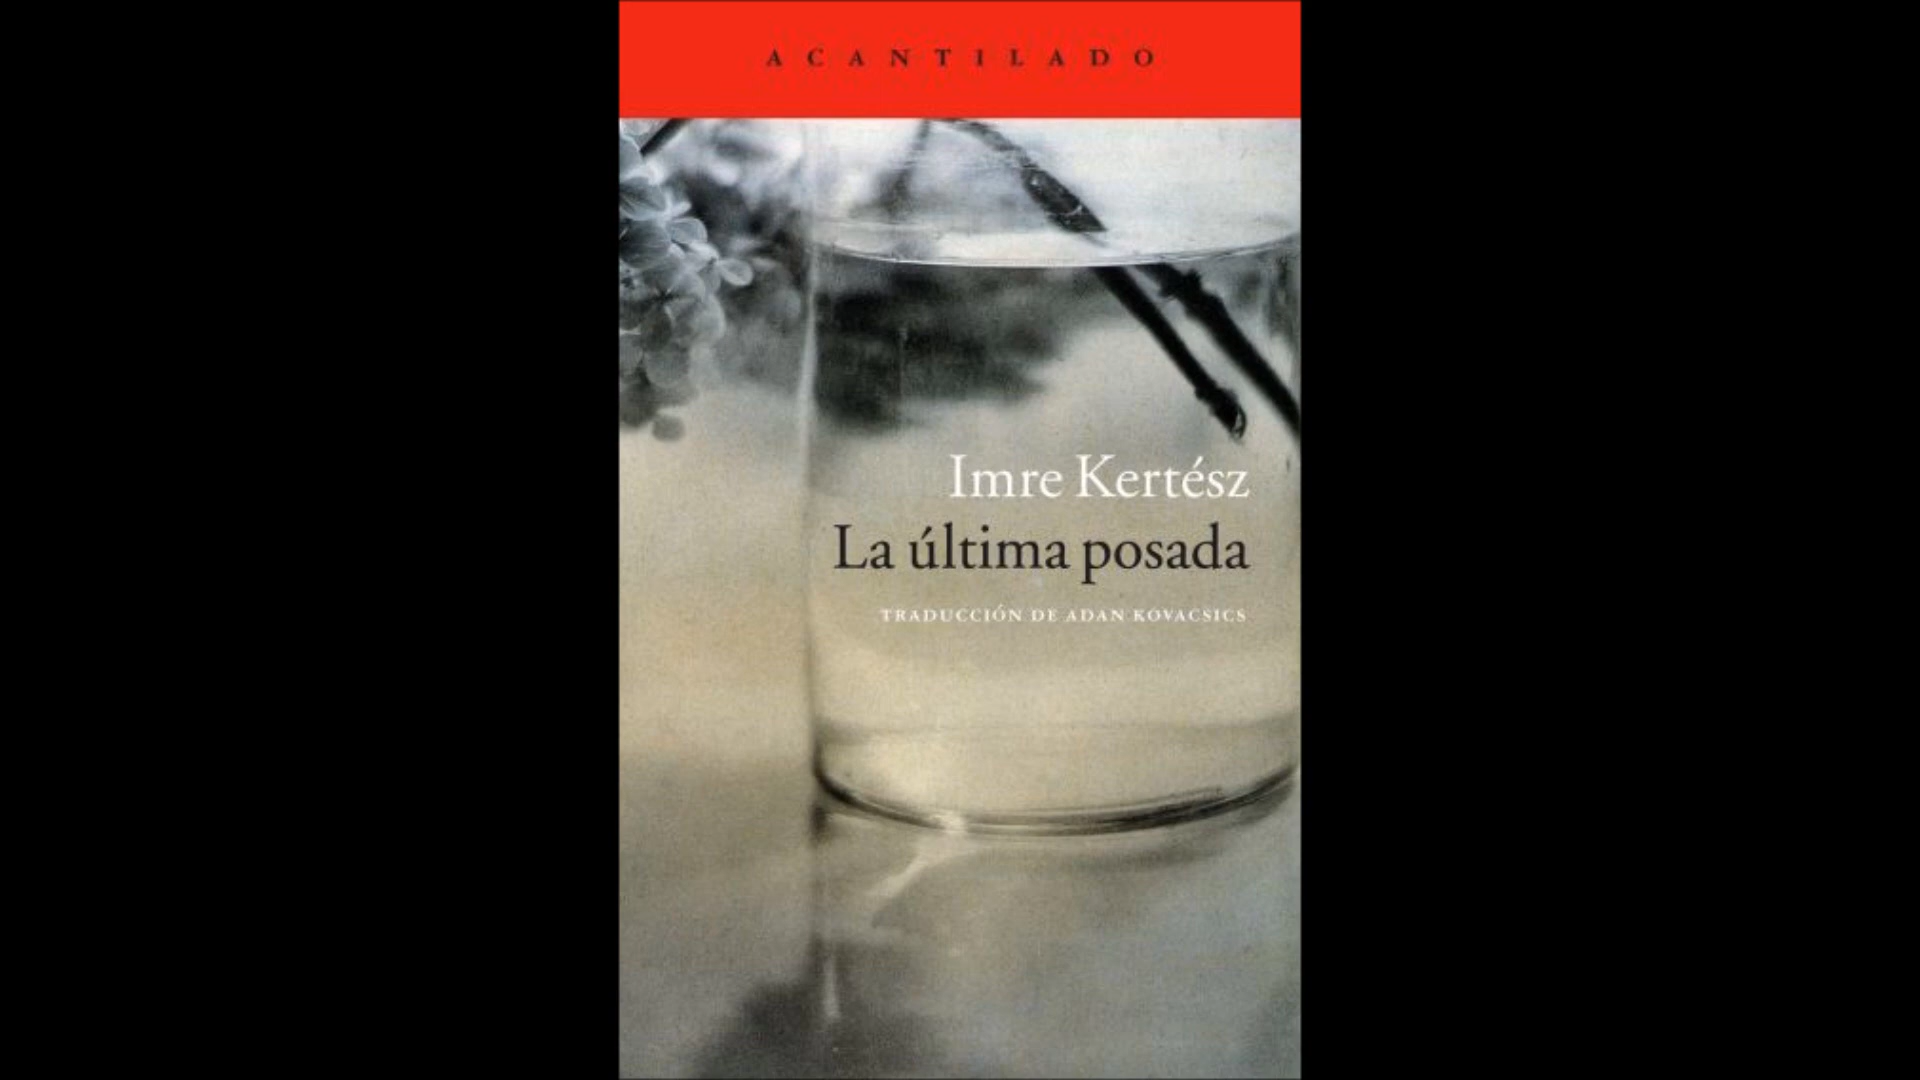 ACANTILADO
Imre Kertész
La última posada
TRADUCCIÓN DE ADAN KOVACSICS